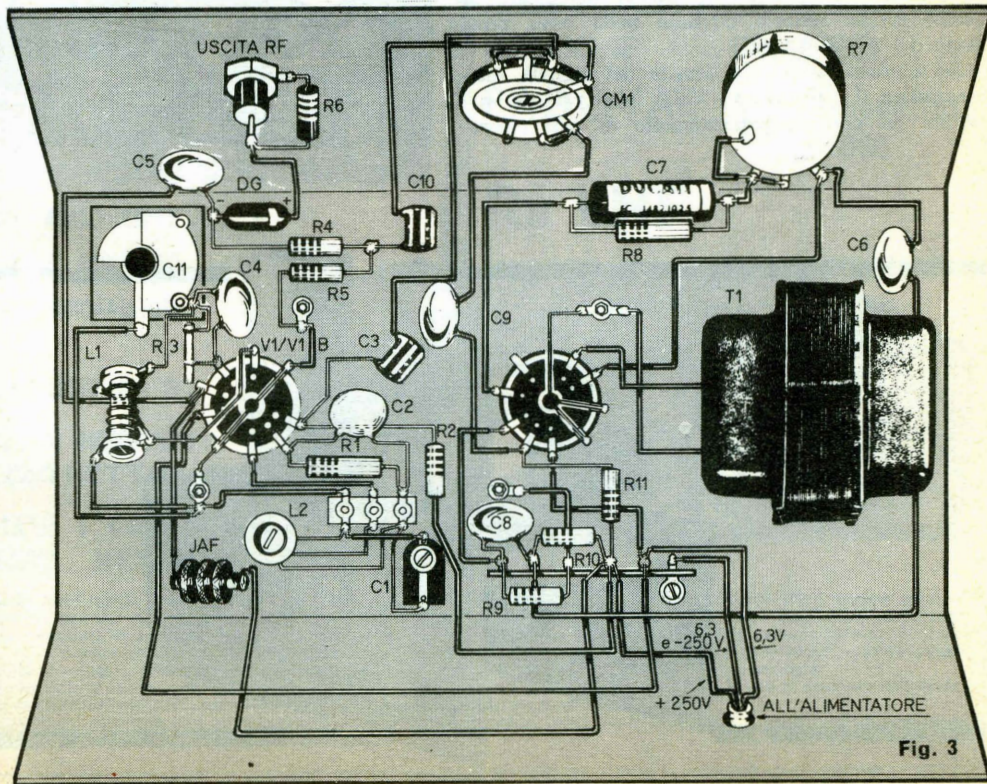 USCITA RF
R6
CM1
R7
C5
DG
- +
C10
C7
DUCATI
R4
R8
C11
C4
R5
C6
T1
L1
R 3
V1/V1 B
C3
C9
C2
R1
R2
R11
L2
C8
JAF
C1
R10
R9
6,3
e -250V
6,3V
+ 250V
ALL'ALIMENTATORE
Fig. 3